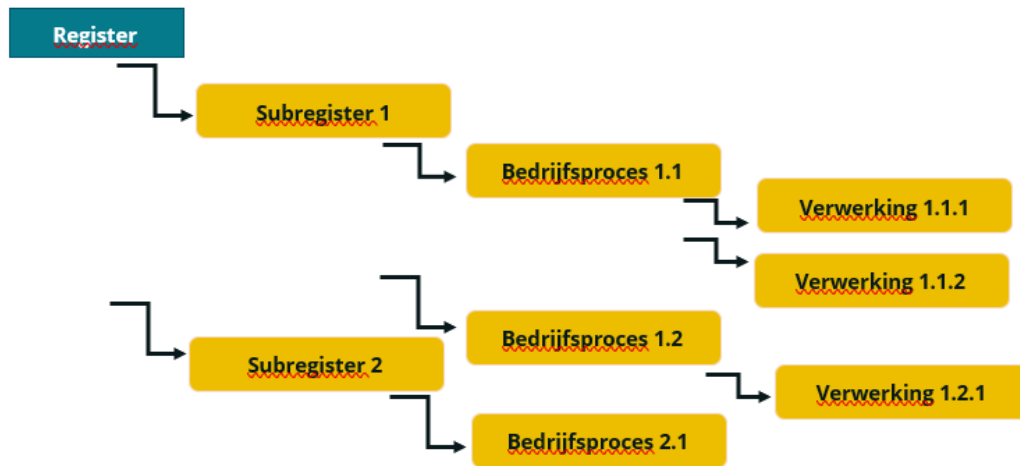 Register
Subregister 1
Bedrijfsproces 1.1
Verwerking 1.1.1
Verwerking 1.1.2
Bedrijfsproces 1.2
Subregister 2
Verwerking 1.2.1
Bedrijfsproces 2.1